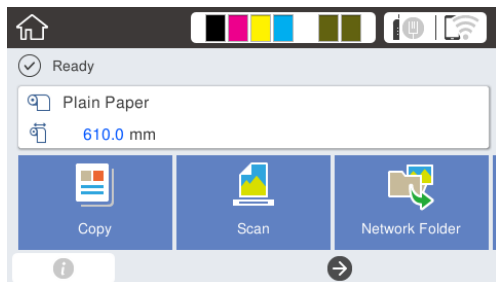 Ready
Plain Paper
610.0 mm
Copy
Scan
Network Folder